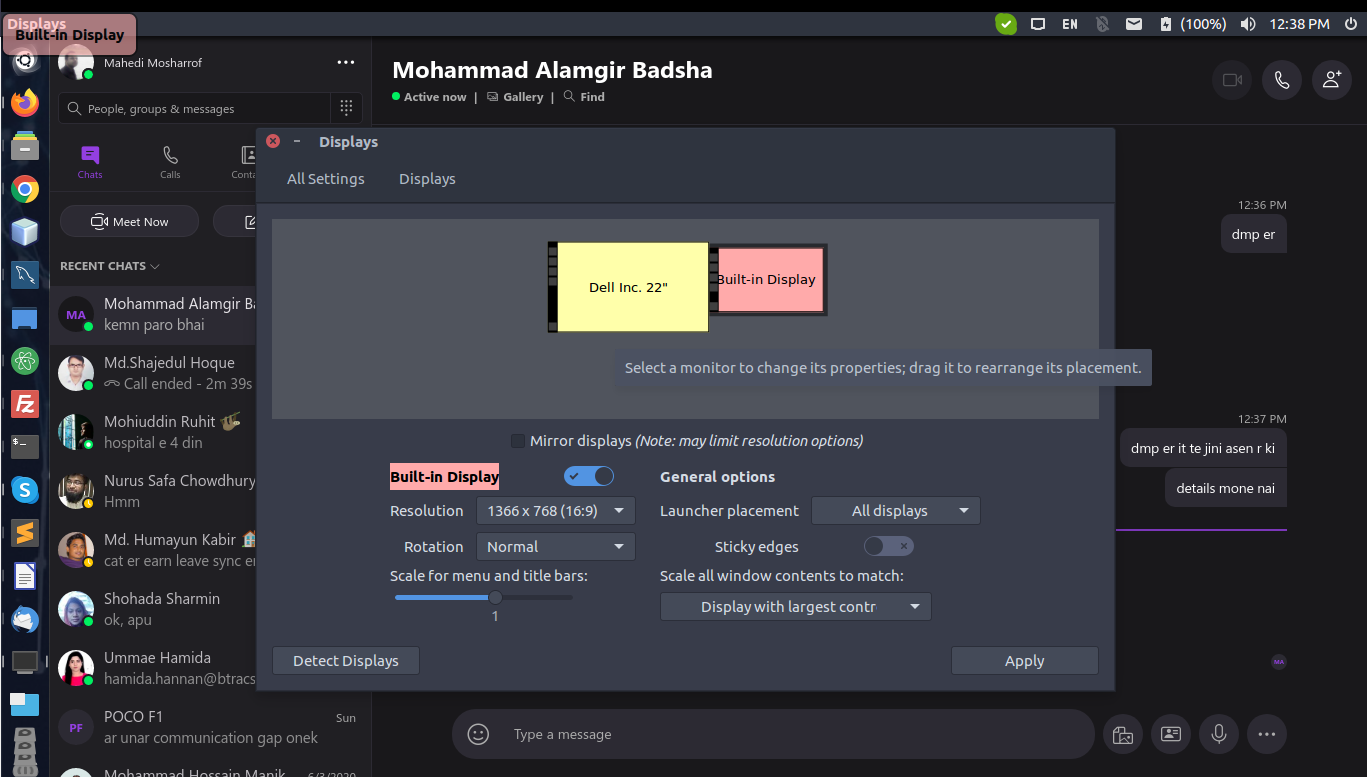 Displays
Built-in Display
EN
(100%)
12:38 PM
Mahedi Mosharrof
People, groups & messages
Chats
Calls
Conta
Meet Now
RECENT CHATS
MA
Mohammad Alamgir Ba
kemn paro bhai
Md.Shajedul Hoque
Call ended - 2m 39s
Mohiuddin Ruhit
hospital e 4 din
Nurus Safa Chowdhury
Hmm
Md. Humayun Kabir
cat er earn leave sync er
Shohada Sharmin
ok, apu
Ummae Hamida
hamida.hannan@btracs
PF
POCO F1
Sun
ar unar communication gap onek
Mohammad Hossain Manik
6/3/2020
Mohammad Alamgir Badsha
Active now | Gallery | Find
12:36 PM
dmp er
12:37 PM
dmp er it te jini asen r ki
details mone nai
MA
Type a message
Displays
All Settings
Displays
Dell Inc. 22"
Built-in Display
Select a monitor to change its properties; drag it to rearrange its placement.
Mirror displays (Note: may limit resolution options)
Built-in Display
Resolution
1366 x 768 (16:9)
Rotation
Normal
Scale for menu and title bars:
1
General options
Launcher placement
All displays
Sticky edges
Scale all window contents to match:
Display with largest contr
Detect Displays
Apply